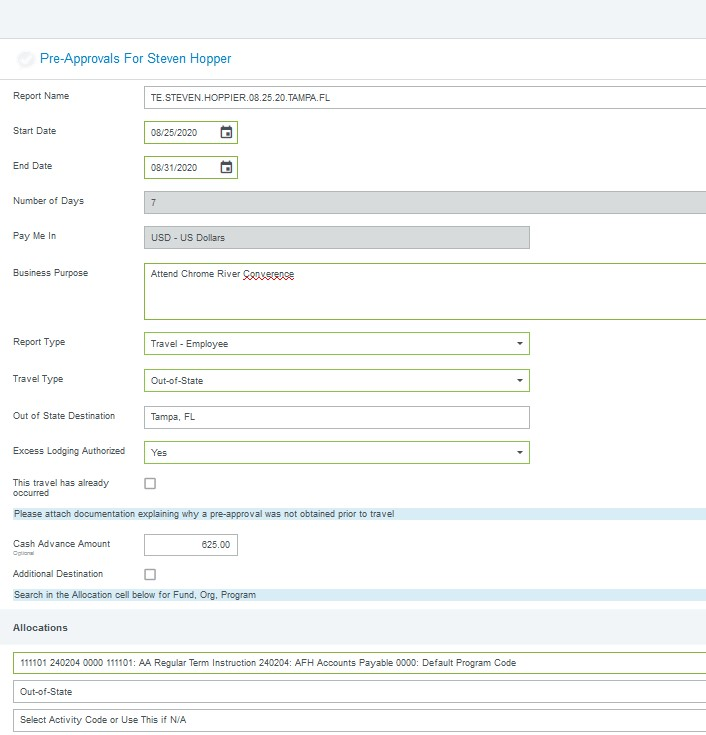 Pre-Approvals For Steven Hopper
Report Name
TE.STEVEN.HOPPIER.08.25.20.TAMPA.FL
Start Date
08/25/2020
End Date
08/31/2020
Number of Days
7
Pay Me In
USD - US Dollars
Business Purpose
Attend Chrome River Converence
Report Type
Travel - Employee
Travel Type
Out-of-State
Out of State Destination
Tampa, FL
Excess Lodging Authorized
Yes
This travel has already
occurred
Please attach documentation explaining why a pre-approval was not obtained prior to travel
Cash Advance Amount
Optional
625.00
Additional Destination
Search in the Allocation cell below for Fund, Org, Program
Allocations
111101 240204 0000 111101: AA Regular Term Instruction 240204: AFH Accounts Payable 0000: Default Program Code
Out-of-State
Select Activity Code or Use This if N/A